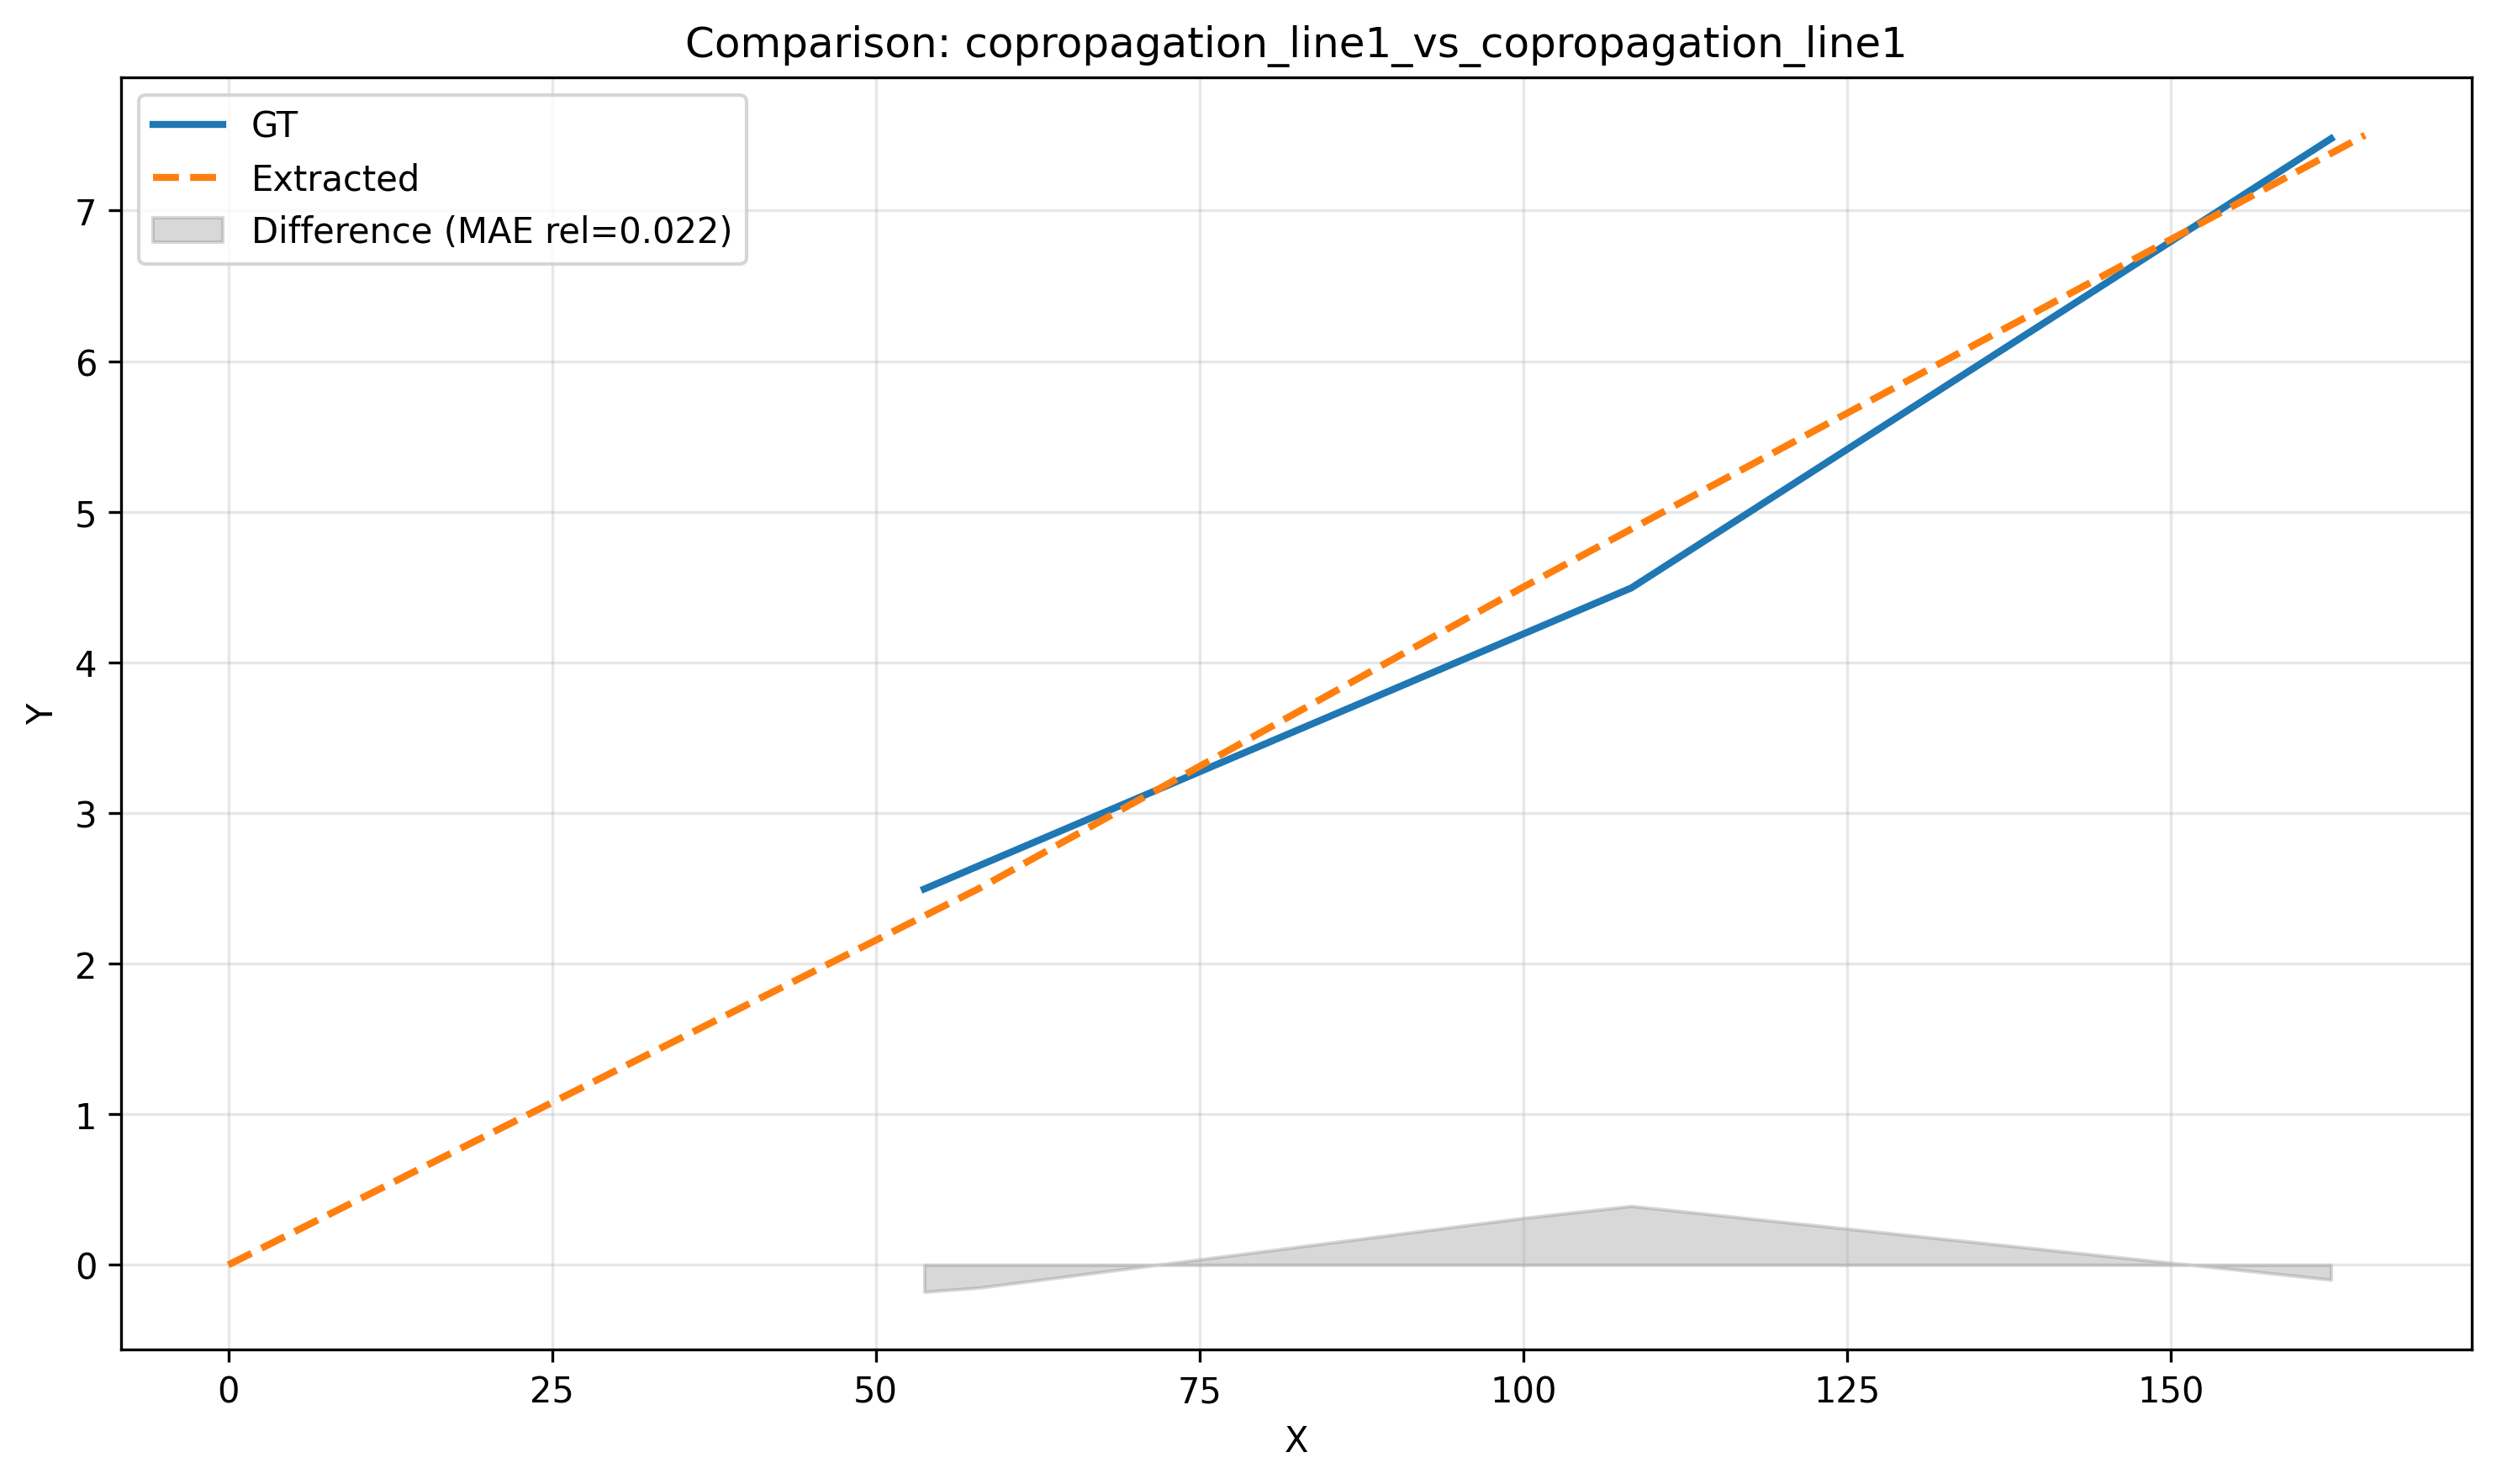 Comparison: copropagation_line1_vs_copropagation_line1
GT
Extracted
Difference (MAE rel=0.022)
7
6
5
4
3
2
1
0
Y
0 25 50 75 100 125 150
X